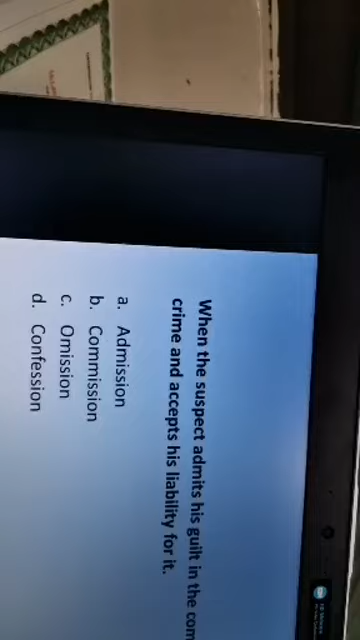 When the suspect admits his guilt in the com
crime and accepts his liability for it.
a. Admission
b. Commission
c. Omission
d. Confession